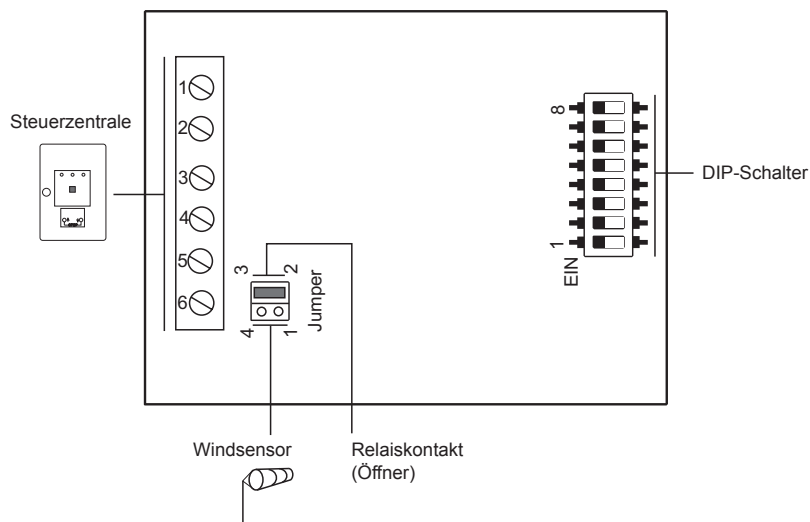 Steuerzentrale
1
2
3
4
5
6
3
2
4
1
Jumper
8
1
EIN
DIP-Schalter
Windsensor
Relaiskontakt
(Öffner)